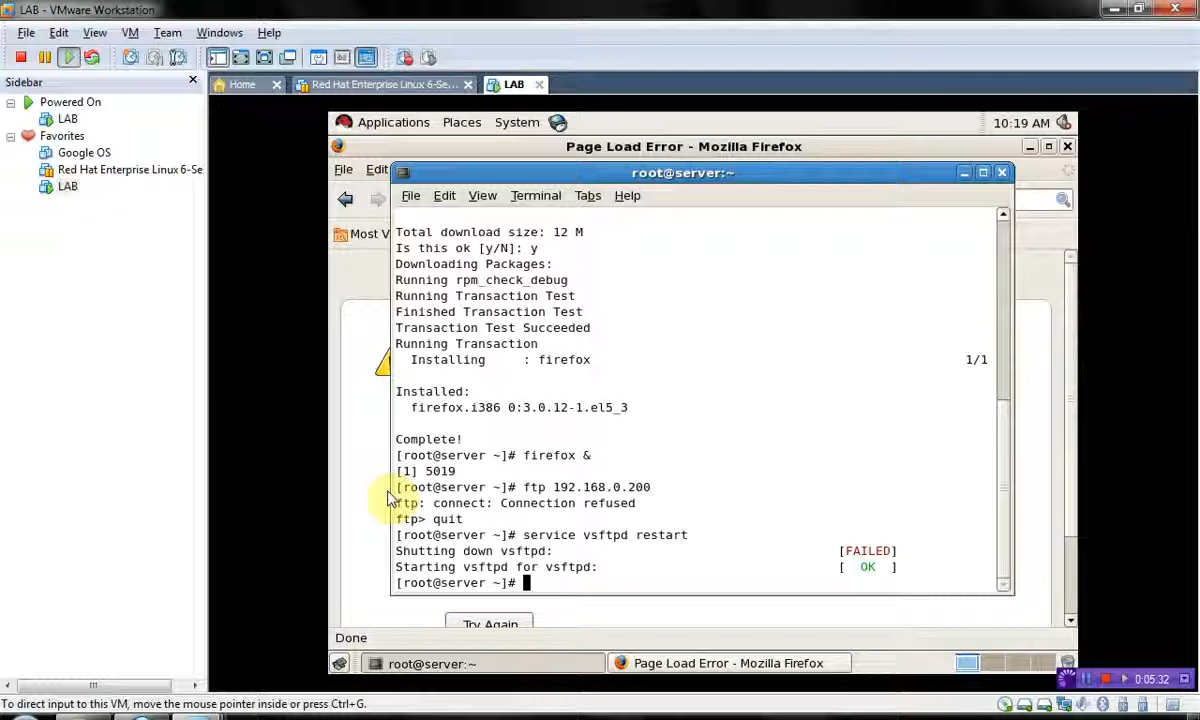 LAB - VMware Workstation
File Edit View VM Team Windows Help
Sidebar
Home
Red Hat Enterprise Linux 6-Se...
LAB
Powered On
LAB
Favorites
Google OS
Red Hat Enterprise Linux 6-Se
LAB
Applications Places System
10:19 AM
Page Load Error - Mozilla Firefox
File Edit
root@server:~
File Edit View Terminal Tabs Help
Most V
Total download size: 12 M
Is this ok [y/N]: y
Downloading Packages:
Running rpm_check_debug
Running Transaction Test
Finished Transaction Test
Transaction Test Succeeded
Running Transaction
Installing : firefox 1/1
Installed:
firefox.i386 0:3.0.12-1.el5_3
Complete!
[root@server ~]# firefox &
[1] 5019
[root@server ~]# ftp 192.168.0.200
ftp: connect: Connection refused
ftp> quit
[root@server ~]# service vsftpd restart
Shutting down vsftpd: [FAILED]
Starting vsftpd for vsftpd: [ OK ]
[root@server ~]#
Try Again
Done
root@server:~
Page Load Error - Mozilla Firefox
0:05:32
To direct input to this VM, move the mouse pointer inside or press Ctrl+G.